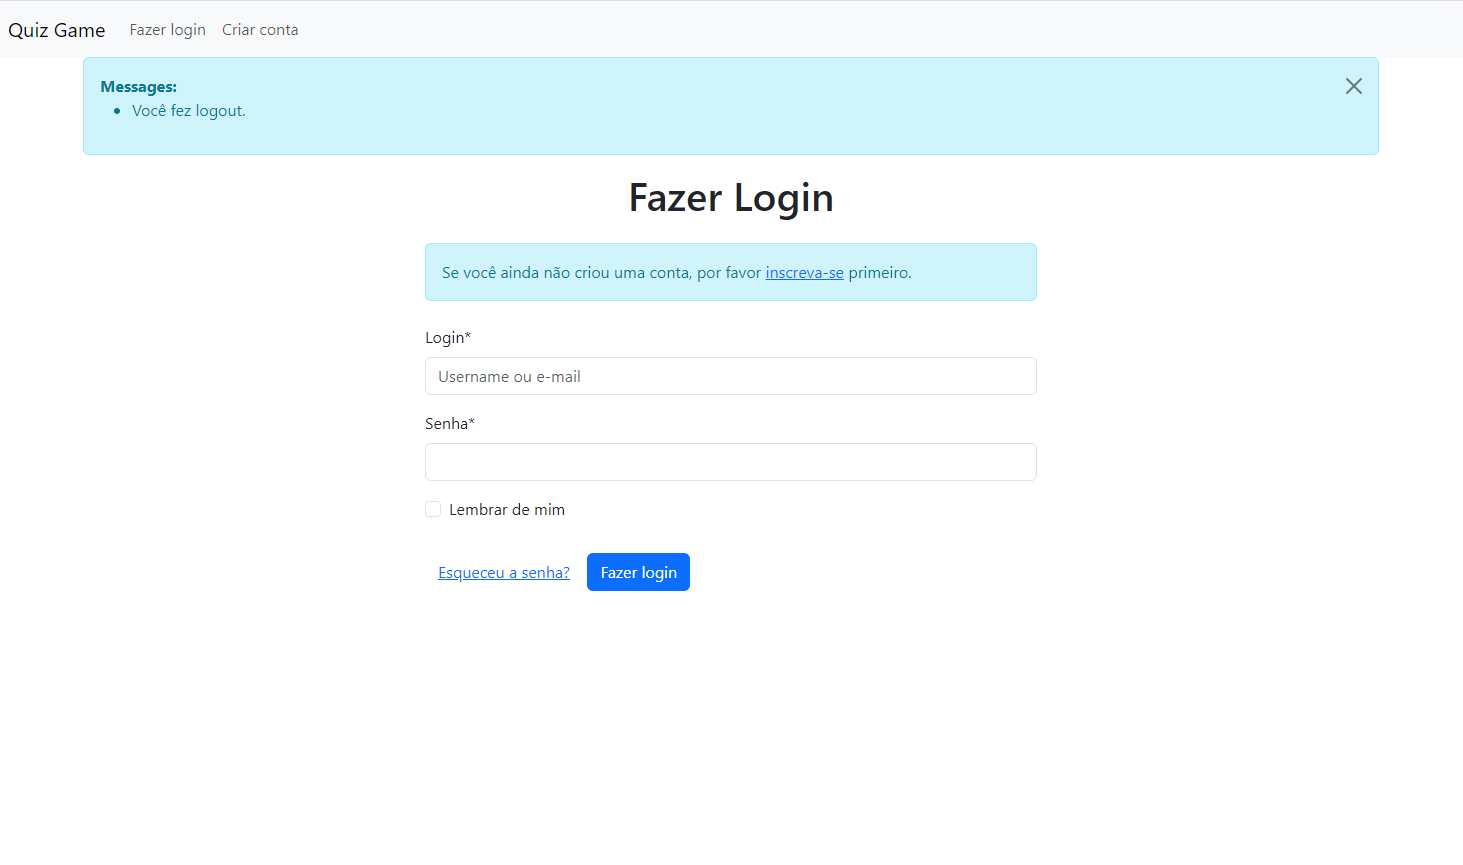 Quiz Game Fazer login Criar conta
Messages:
Você fez logout.
Fazer Login
Se você ainda não criou uma conta, por favor inscreva-se primeiro.
Login*
Username ou e-mail
Senha*
Lembrar de mim
Esqueceu a senha? Fazer login